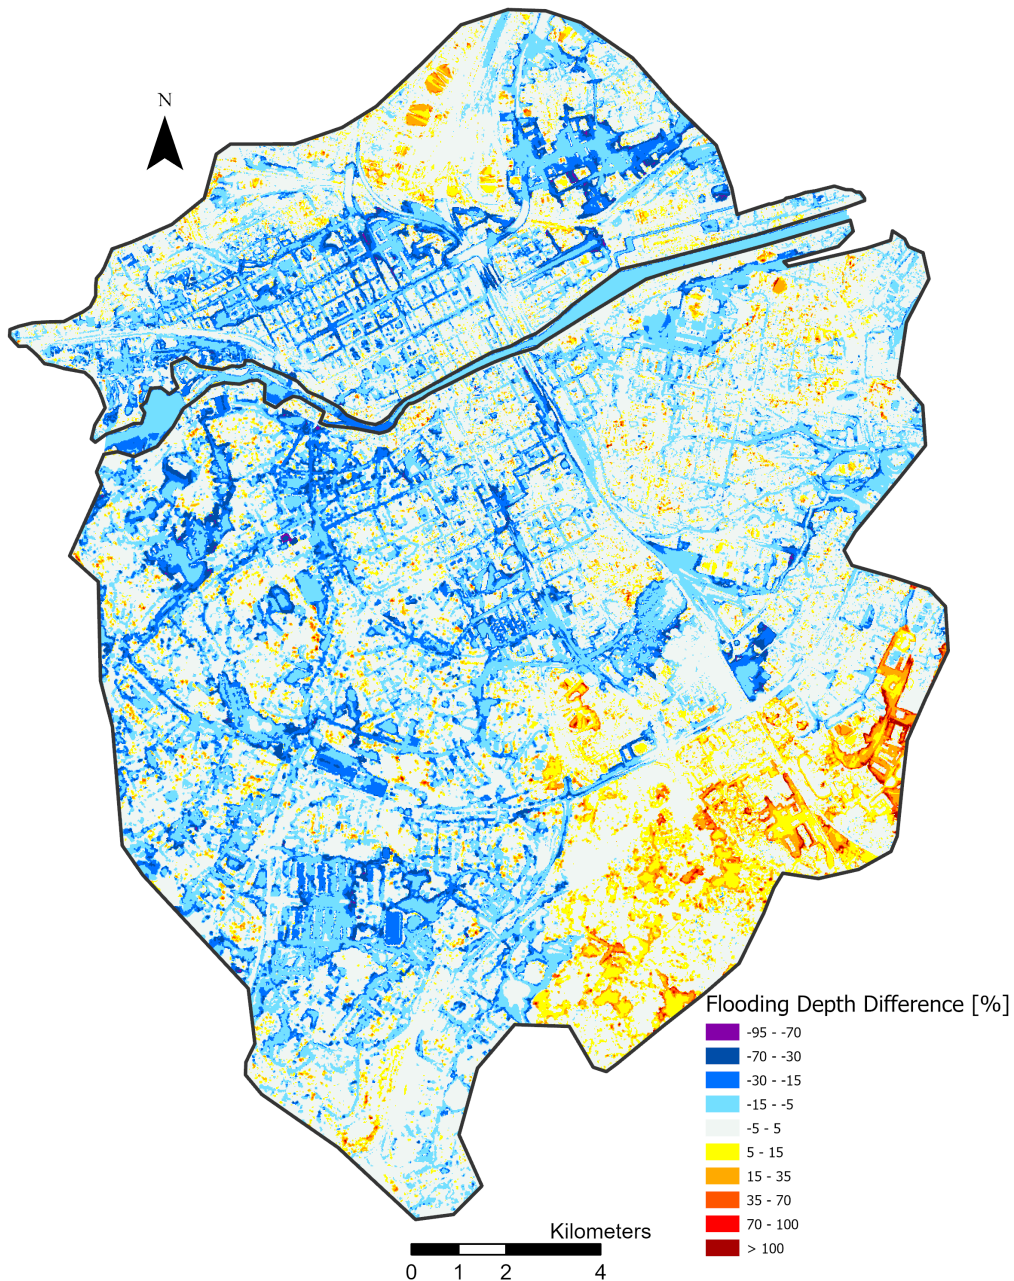 N
Flooding Depth Difference [%]
-95 - -70
-70 - -30
-30 - -15
-15 - -5
-5 - 5
5 - 15
15 - 35
35 - 70
70 - 100
> 100
Kilometers
0 1 2 4